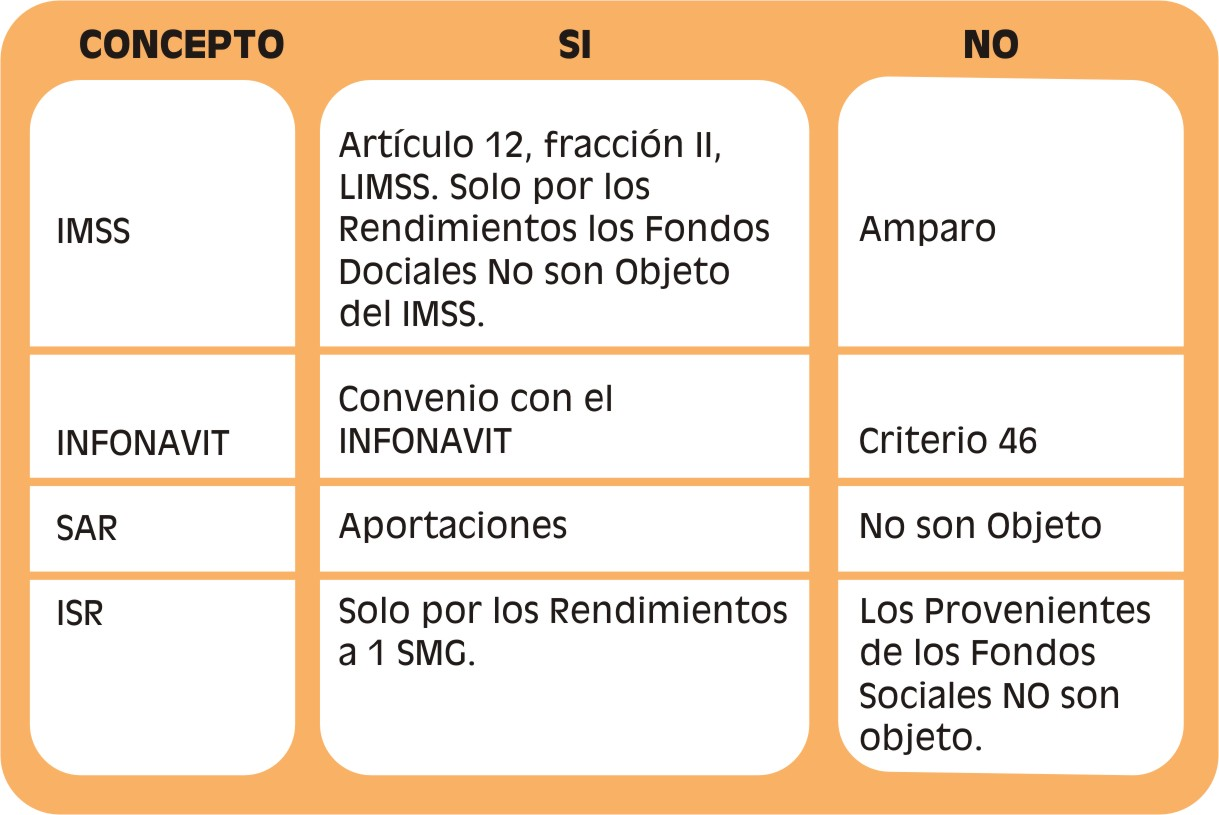 CONCEPTO SI NO
IMSS
Artículo 12, fracción II,
LIMSS. Solo por los
Rendimientos los Fondos
Dociales No son Objeto
del IMSS.
Amparo
INFONAVIT
Convenio con el
INFONAVIT
Criterio 46
SAR
Aportaciones
No son Objeto
ISR
Solo por los Rendimientos
a 1 SMG.
Los Provenientes
de los Fondos
Sociales NO son
objeto.